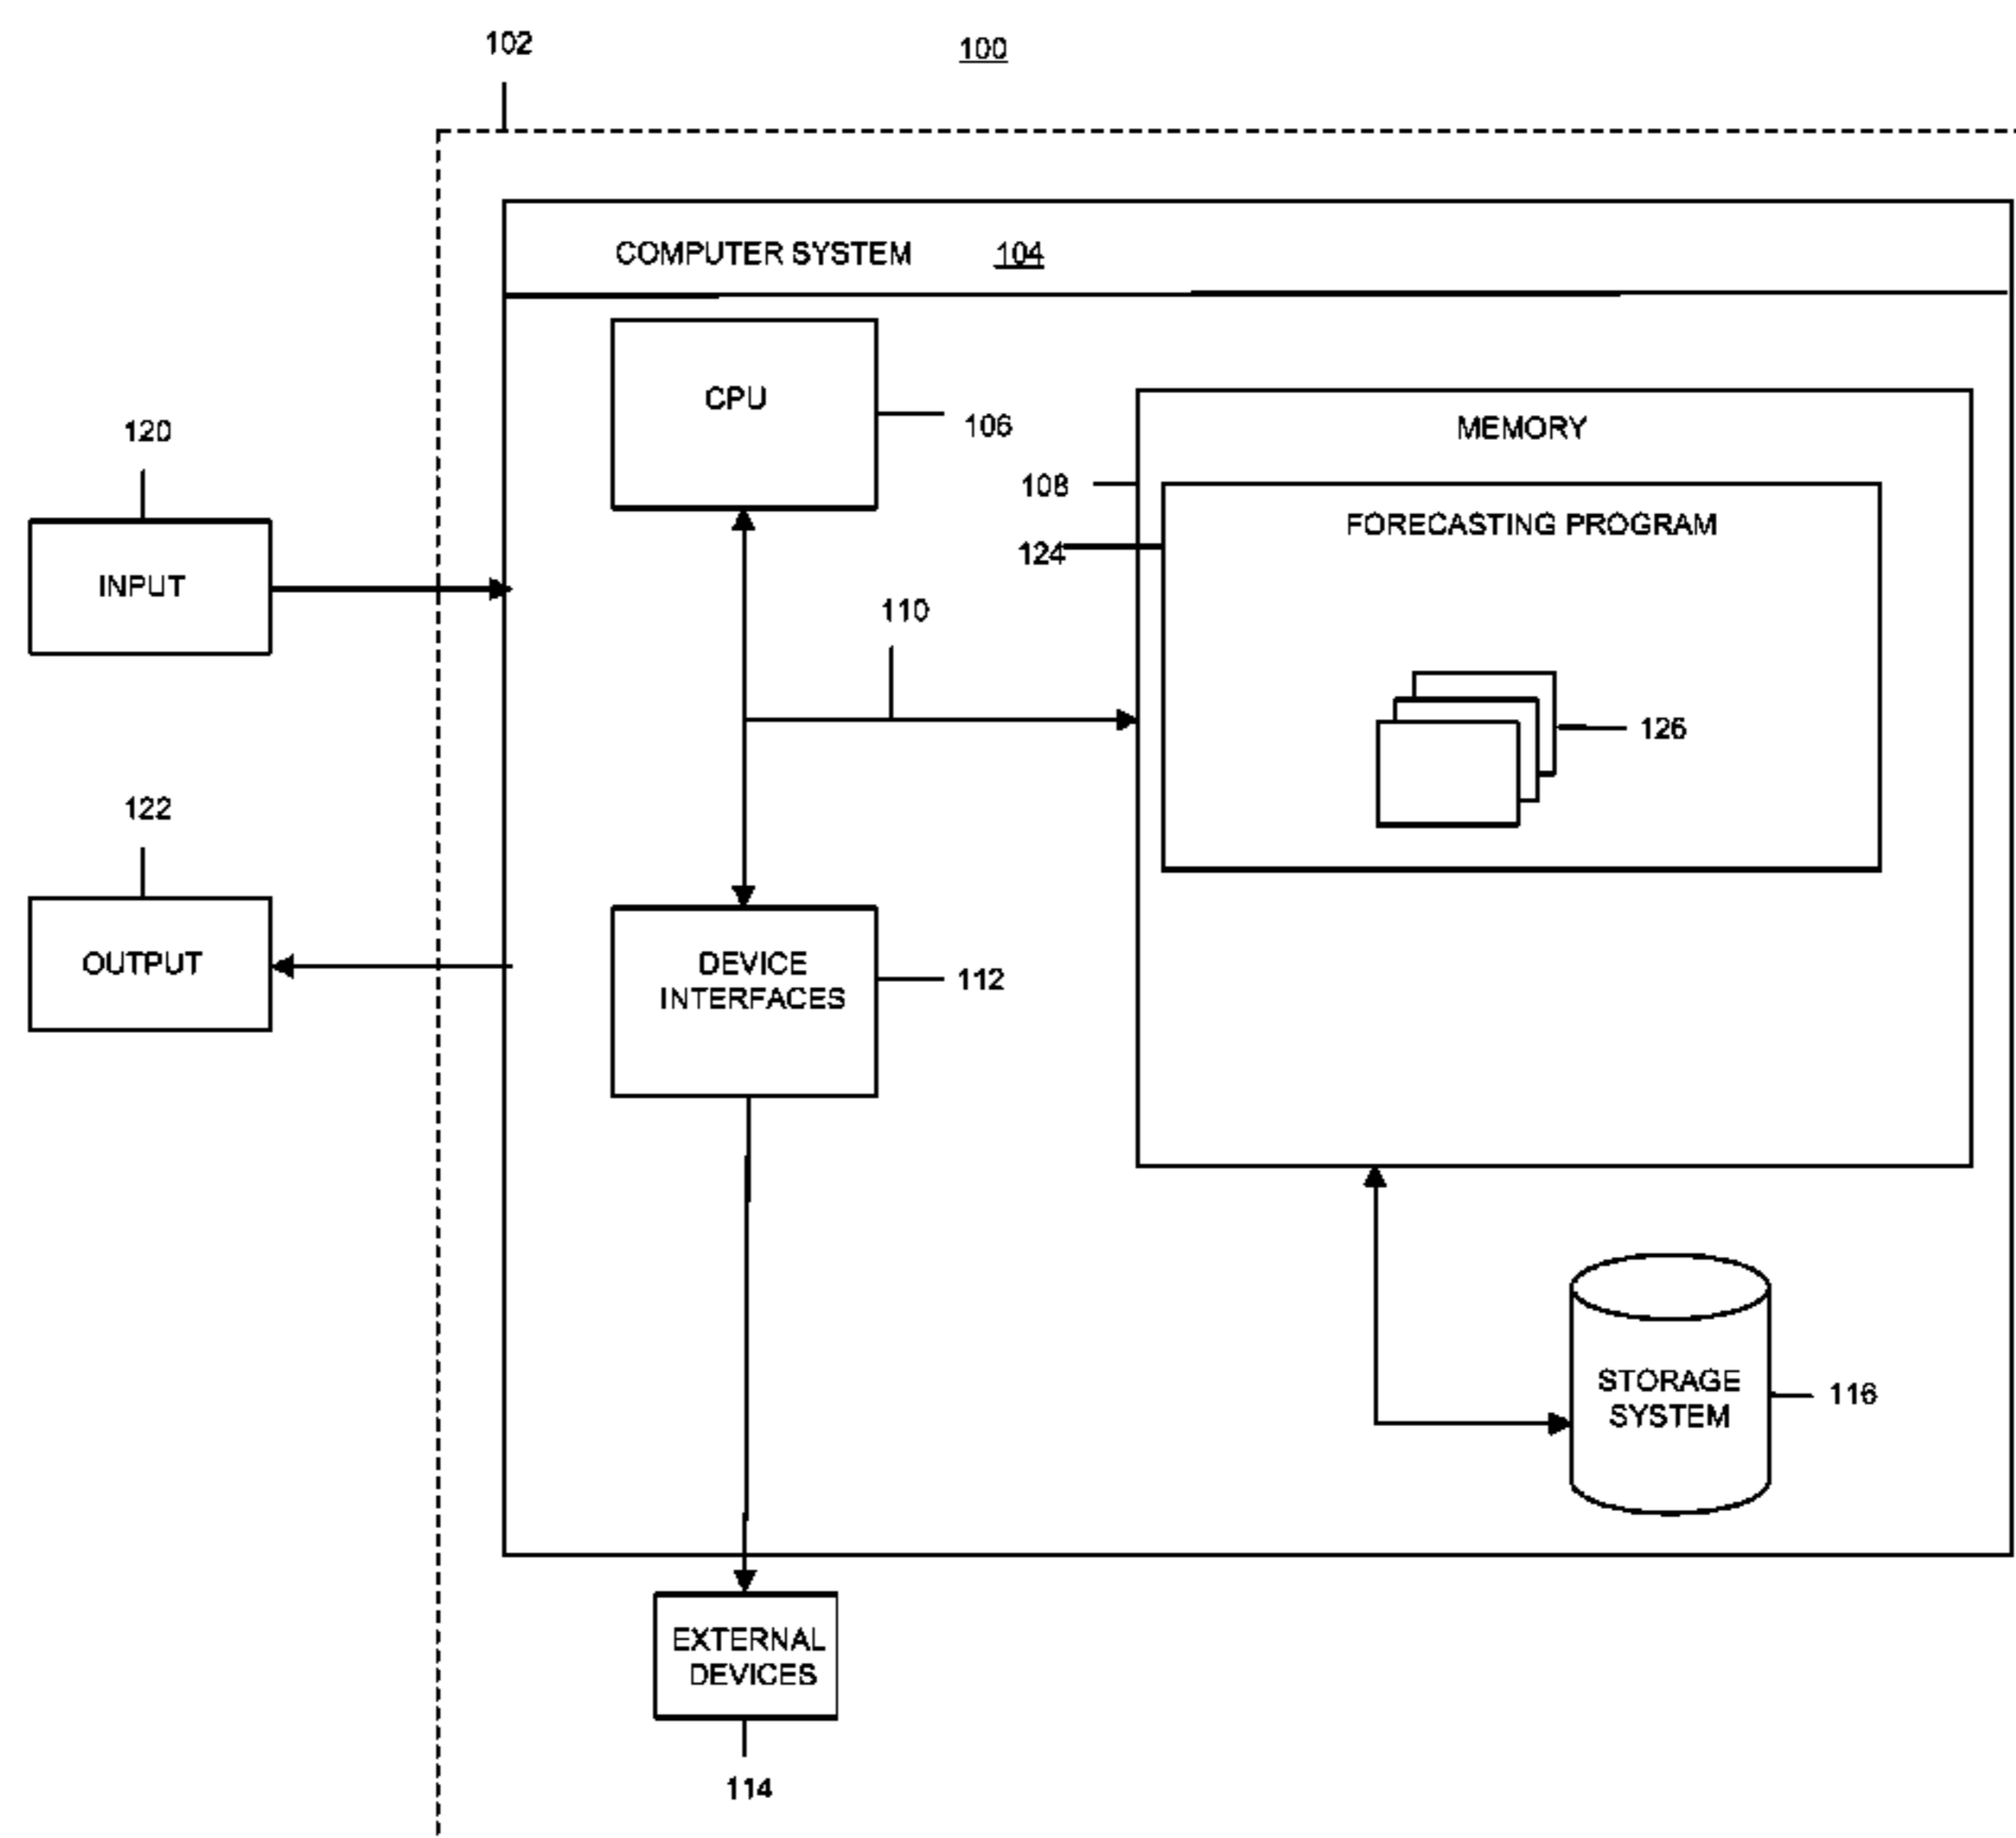 102
100
COMPUTER SYSTEM 104
CPU
106
MEMORY
120
108
FORECASTING PROGRAM
124
INPUT
110
126
122
OUTPUT
DEVICE
INTERFACES
112
STORAGE
SYSTEM
116
EXTERNAL
DEVICES
114